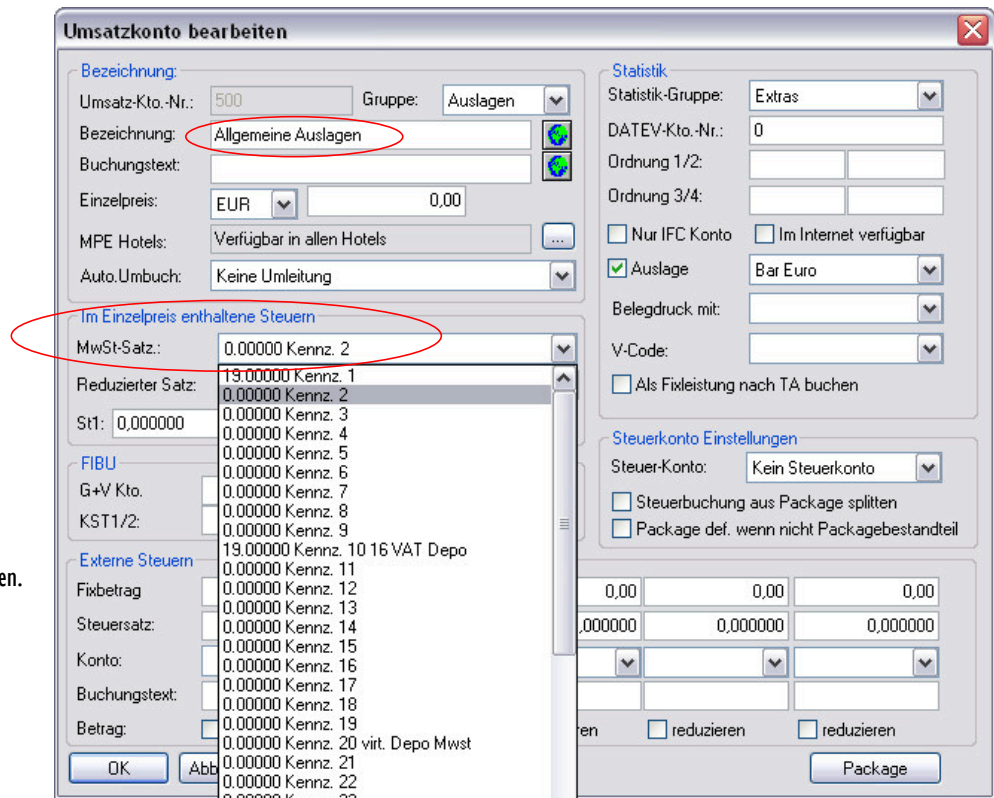 Umsatzkonto bearbeiten
Bezeichnung:
Umsatz-Kto.-Nr.: 500 Gruppe: Auslagen
Bezeichnung: Allgemeine Auslagen
Buchungstext:
Einzelpreis: EUR 0,00
MPE Hotels: Verfügbar in allen Hotels ...
Auto.Umbuch: Keine Umleitung
Im Einzelpreis enthaltene Steuern
MwSt-Satz.: 0.00000 Kennz. 2
Reduzierter Satz:
St1: 0,000000
19.00000 Kennz. 1
0.00000 Kennz. 2
0.00000 Kennz. 3
0.00000 Kennz. 4
0.00000 Kennz. 5
0.00000 Kennz. 6
0.00000 Kennz. 7
0.00000 Kennz. 8
0.00000 Kennz. 9
19.00000 Kennz. 10 16 VAT Depo
0.00000 Kennz. 11
0.00000 Kennz. 12
0.00000 Kennz. 13
0.00000 Kennz. 14
0.00000 Kennz. 15
0.00000 Kennz. 16
0.00000 Kennz. 17
0.00000 Kennz. 18
0.00000 Kennz. 19
0.00000 Kennz. 20 virt. Depo Mwst
0.00000 Kennz. 21
0.00000 Kennz. 22
FIBU
G+V Kto.
KST1/2:
Statistik
Statistik-Gruppe: Extras
DATEV-Kto.-Nr.: 0
Ordnung 1/2:
Ordnung 3/4:
Nur IFC Konto Im Internet verfügbar
Auslage Bar Euro
Belegdruck mit:
V-Code:
Als Fixleistung nach TA buchen
Steuerkonto Einstellungen
Steuer-Konto: Kein Steuerkonto
Steuerbuchung aus Package splitten
Package def. wenn nicht Packagebestandteil
en.
Externe Steuern
Fixbetrag 0,00 0,00 0,00
Steuersatz: ,000000 0,000000 0,000000
Konto:
Buchungstext:
Betrag: ren reduzieren reduzieren
OK Abb Package